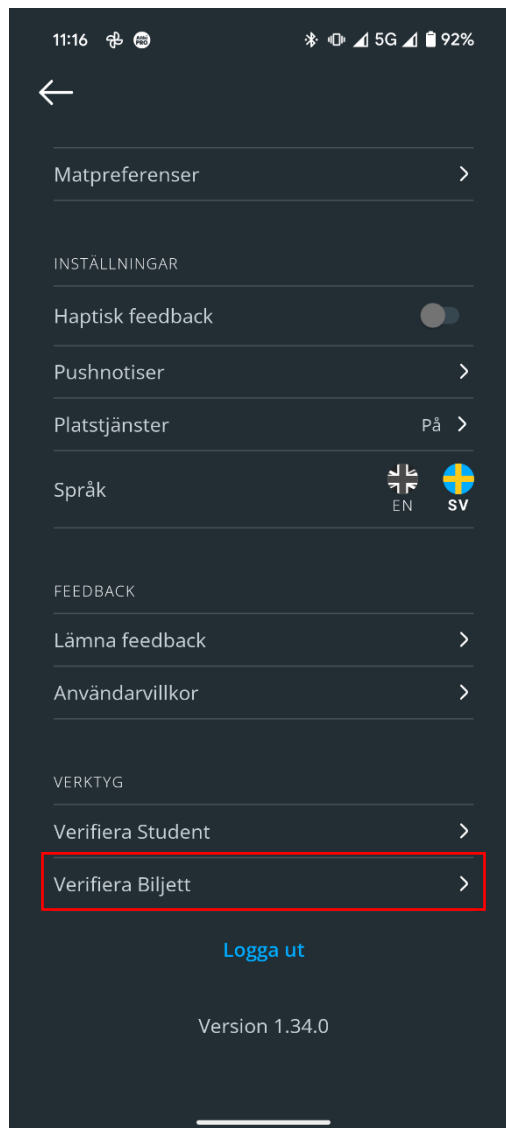 11:16 5G 92%
Matpreferenser
INSTÄLLNINGAR
Haptisk feedback
Pushnotiser
Platstjänster På
Språk EN SV
FEEDBACK
Lämna feedback
Användarvillkor
VERKTYG
Verifiera Student
Verifiera Biljett
Logga ut
Version 1.34.0